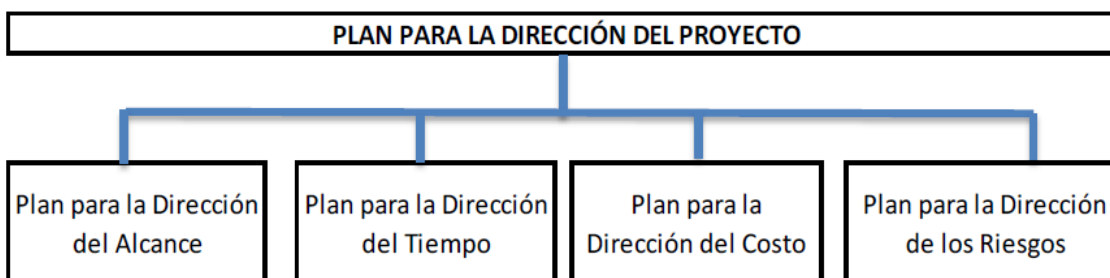 PLAN PARA LA DIRECCIÓN DEL PROYECTO
Plan para la Dirección
del Alcance
Plan para la Dirección
del Tiempo
Plan para la
Dirección del Costo
Plan para la Dirección
de los Riesgos